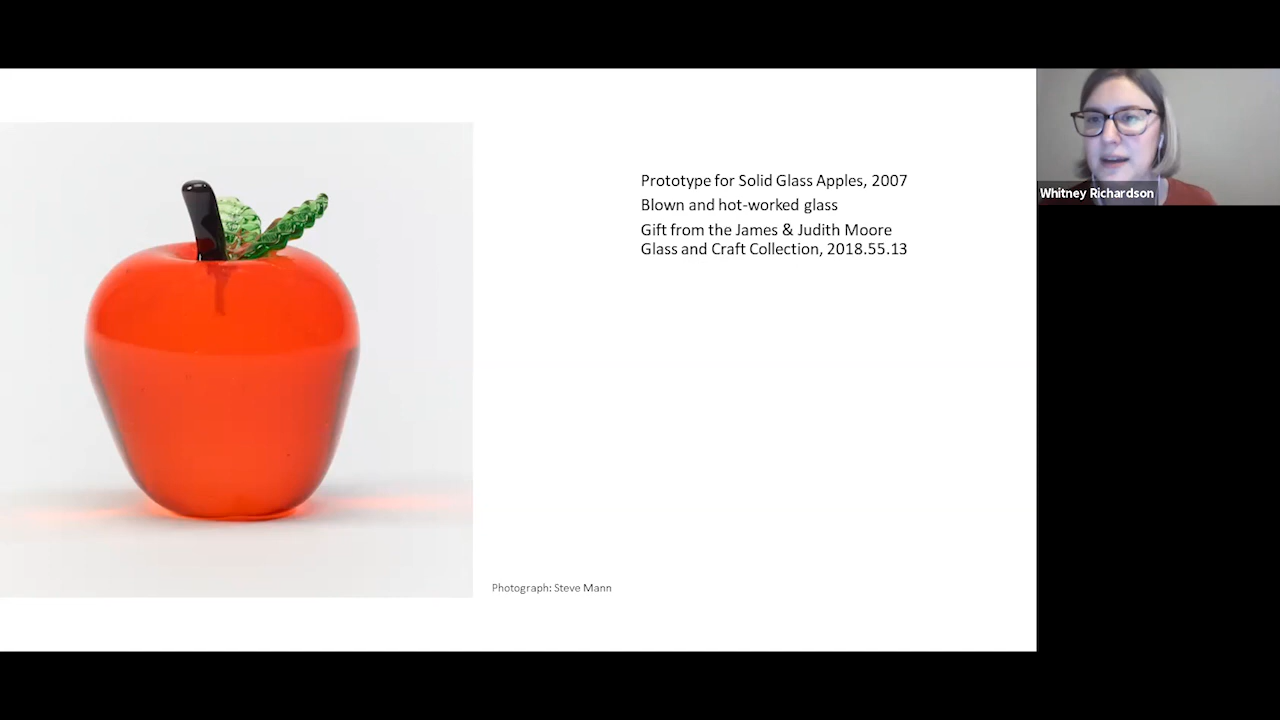 Prototype for Solid Glass Apples, 2007
Blown and hot-worked glass
Gift from the James & Judith Moore
Glass and Craft Collection, 2018.55.13
Photograph: Steve Mann
Whitney Richardson